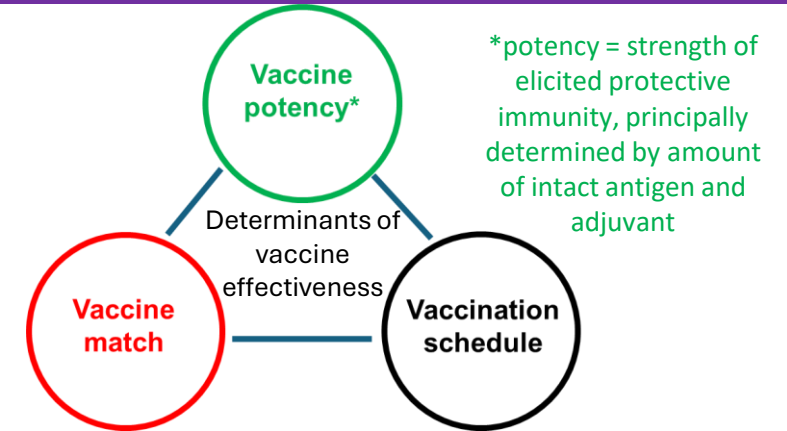 Vaccine
potency*
*potency = strength of
elicited protective
immunity, principally
determined by amount
of intact antigen and
adjuvant
Determinants of
vaccine
effectiveness
Vaccine
match
Vaccination
schedule